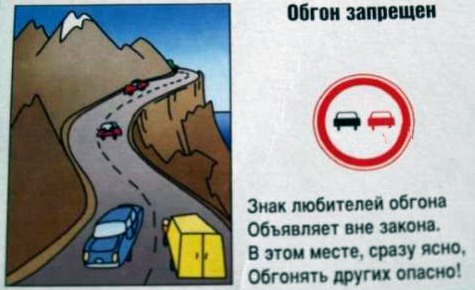 Обгон запрещен
Знак любителей обгона
Объявляет вне закона.
В этом месте, сразу ясно,
Обгонять других опасно!